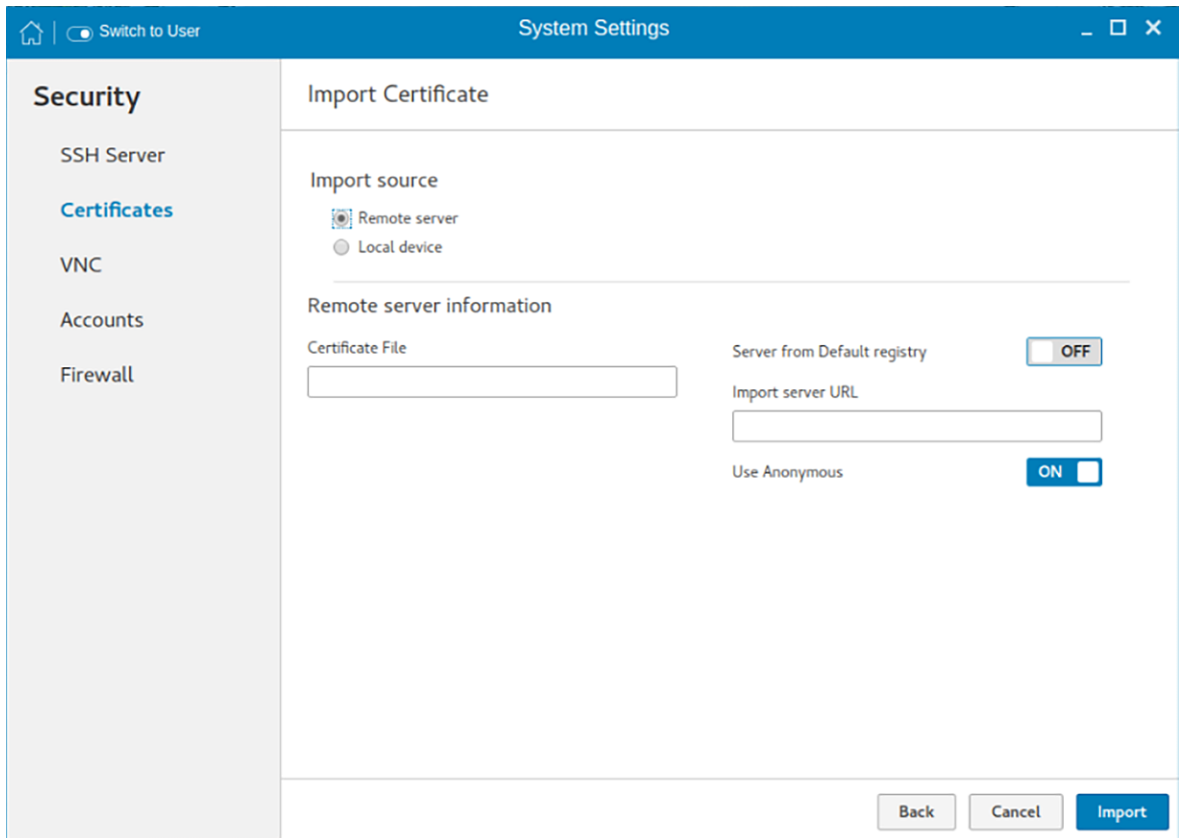 Switch to User
System Settings
Security
SSH Server
Certificates
VNC
Accounts
Firewall
Import Certificate
Import source
Remote server
Local device
Remote server information
Certificate File
Server from Default registry
OFF
Import server URL
Use Anonymous
ON
Back
Cancel
Import